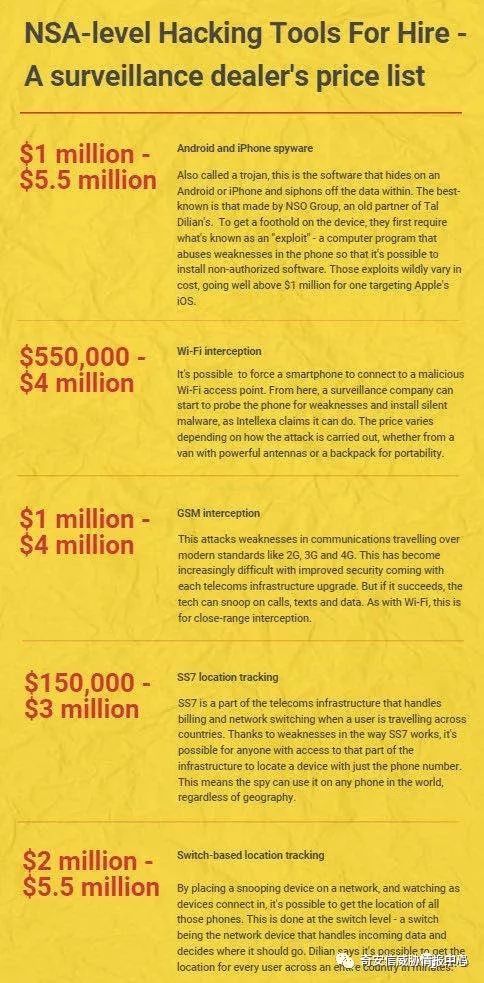 NSA-level Hacking Tools For Hire -
A surveillance dealer's price list
$1 million -
$5.5 million
Android and iPhone spyware
Also called a trojan, this is the software that hides on an
Android or iPhone and siphons off the data within. The best-
known is that made by NSO Group, an old partner of Tal
Dilian's.  To get a foothold on the device, they first require
what's known as an "exploit" - a computer program that
abuses weaknesses in the phone so that it's possible to
install non-authorized software. Those exploits wildly vary in
cost, going well above $1 million for one targeting Apple's
iOS.
$550,000 -
$4 million
Wi-Fi interception
It's possible  to force a smartphone to connect to a malicious
Wi-Fi access point. From here, a surveillance company can
start to probe the phone for weaknesses and install silent
malware, as Intellexa claims it can do. The price varies
depending on how the attack is carried out, whether from a
van with powerful antennas or a backpack for portability.
$1 million -
$4 million
GSM interception
This attacks weaknesses in communications travelling over
modern standards like 2G, 3G and 4G. This has become
increasingly difficult with improved security coming with
each telecoms infrastructure upgrade. But if it succeeds, the
tech can snoop on calls, texts and data. As with Wi-Fi, this is
for close-range interception.
$150,000 -
$3 million
SS7 location tracking
SS7 is a part of the telecoms infrastructure that handles
billing and network switching when a user is travelling across
countries. Thanks to weaknesses in the way SS7 works, it's
possible for anyone with access to that part of the
infrastructure to locate a device with just the phone number.
This means the spy can use it on any phone in the world,
regardless of geography.
$2 million -
$5.5 million
Switch-based location tracking
By placing a snooping device on a network, and watching as
devices connect in, it's possible to get the location of all
those phones. This is done at the switch level - a switch
being the network device that handles incoming data and
decides where it should go. Dilian says it's possible to get the
location for every user across an entire country in minutes.
奇安信威胁情报中心